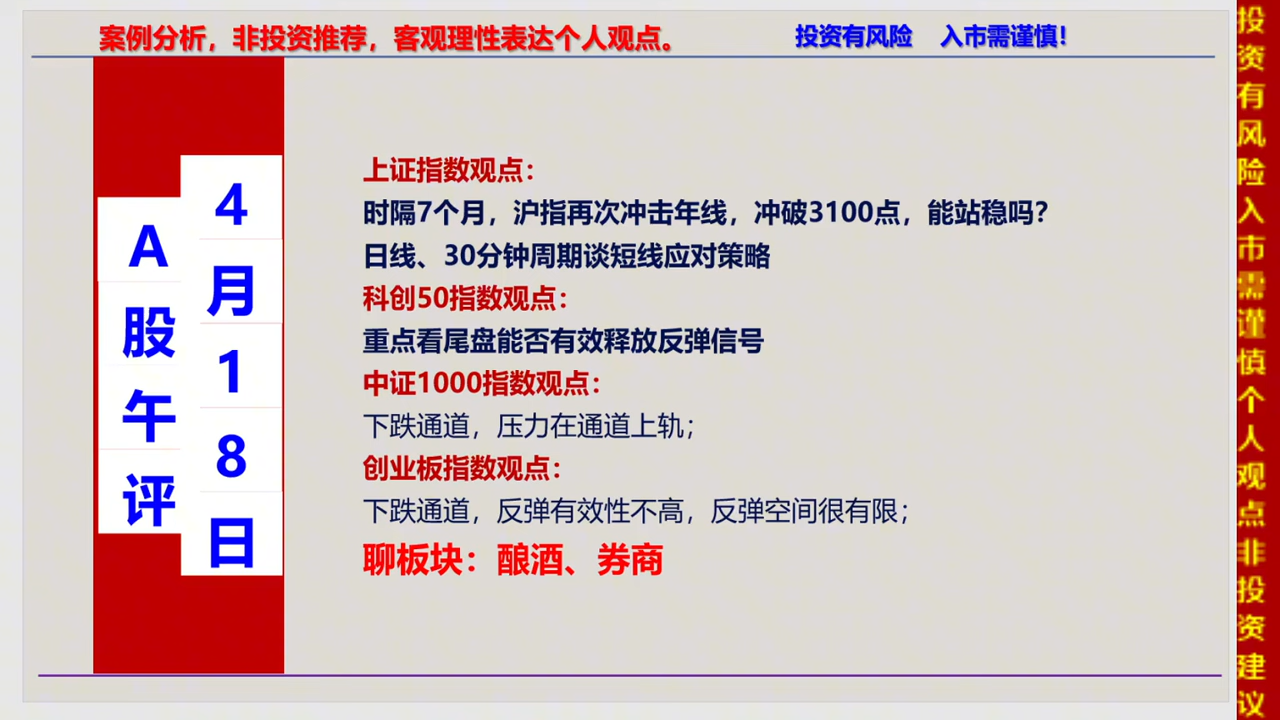 案例分析，非投资推荐，客观理性表达个人观点。
投资有风险 入市需谨慎！
4月18日
A股午评
上证指数观点：
时隔7个月，沪指再次冲击年线，冲破3100点，能站稳吗？
日线、30分钟周期谈短线应对策略
科创50指数观点：
重点看尾盘能否有效释放反弹信号
中证1000指数观点：
下跌通道，压力在通道上轨；
创业板指数观点：
下跌通道，反弹有效性不高，反弹空间很有限；
聊板块：酿酒、券商
投资有风险入市需谨慎个人观点非投资建议